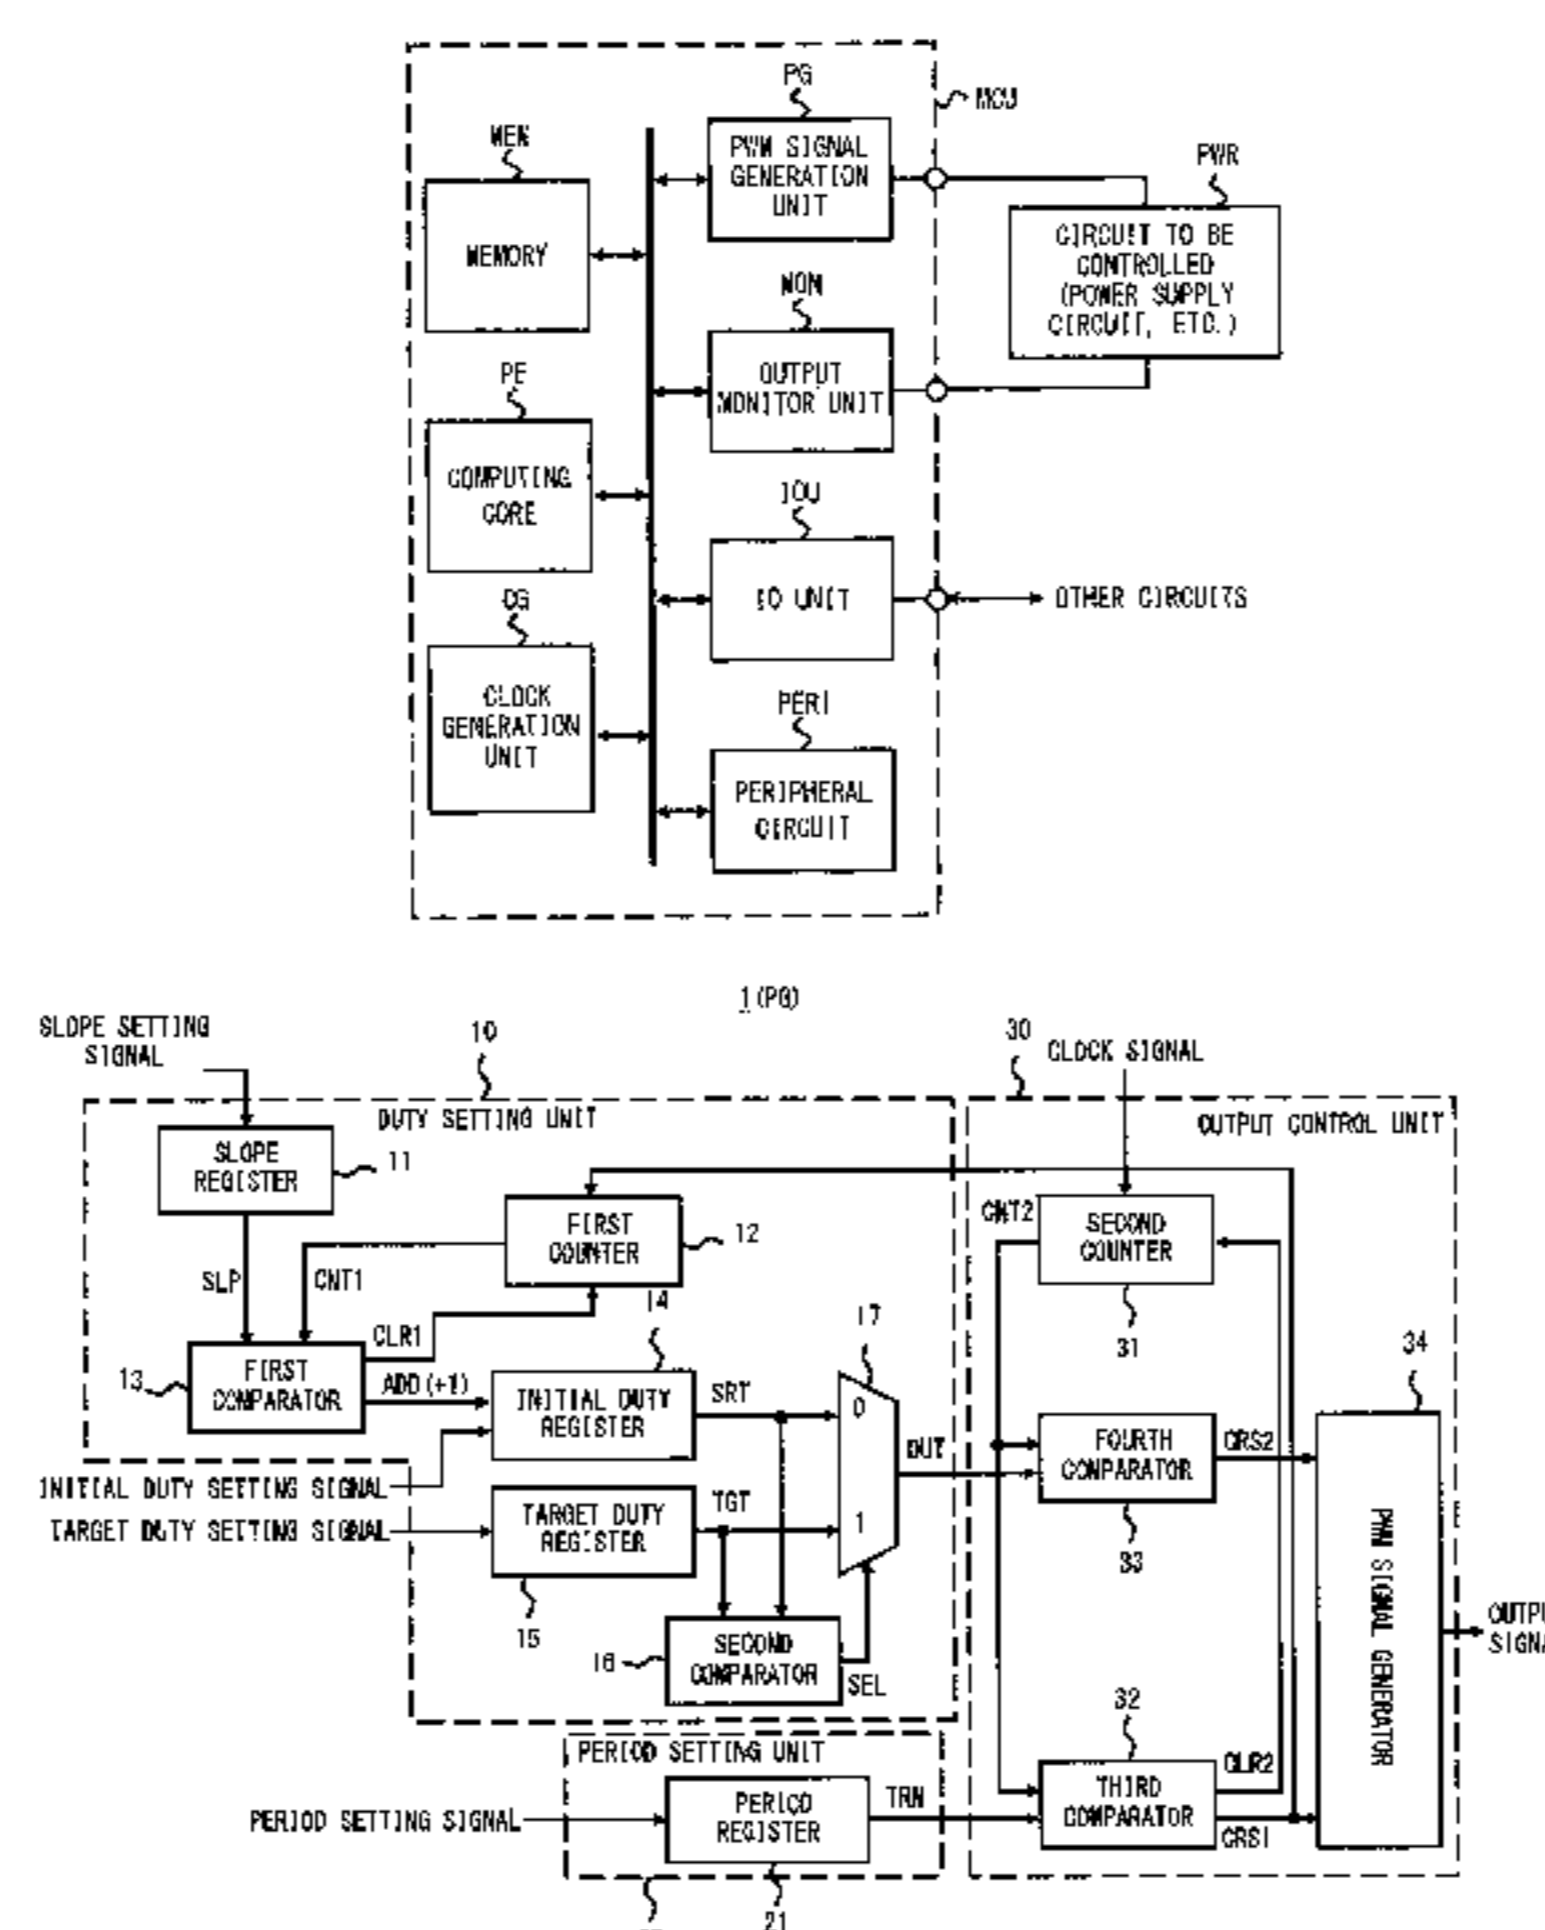 PG
MCU
MEM
PWM SIGNAL
GENERATION
UNIT
PWR
MEMORY
CIRCUIT TO BE
CONTROLLED
(POWER SUPPLY
CIRCUIT, ETC.)
MON
OUTPUT
MONITOR UNIT
PE
COMPUTING
CORE
IOU
IO UNIT
OTHER CIRCUITS
CG
CLOCK
GENERATION
UNIT
PERI
PERIPHERAL
CIRCUIT
1(PG)
SLOPE SETTING
SIGNAL
10
30
CLOCK SIGNAL
DUTY SETTING UNIT
OUTPUT CONTROL UNIT
SLOPE
REGISTER
11
FIRST
COUNTER
12
CNT2
SECOND
COUNTER
31
SLP
CNT1
CLR1
14
17
34
13
FIRST
COMPARATOR
ADD(+1)
INITIAL DUTY
REGISTER
SRT
0
DUT
FOURTH
COMPARATOR
CRS2
33
INITIAL DUTY SETTING SIGNAL
TARGET DUTY SETTING SIGNAL
TARGET DUTY
REGISTER
TGT
1
15
16
SECOND
COMPARATOR
SEL
PWM SIGNAL GENERATOR
OUTPU
SIGNA
32
PERIOD SETTING UNIT
PERIOD SETTING SIGNAL
PERIOD
REGISTER
TRN
THIRD
COMPARATOR
CLR2
CRS1
21